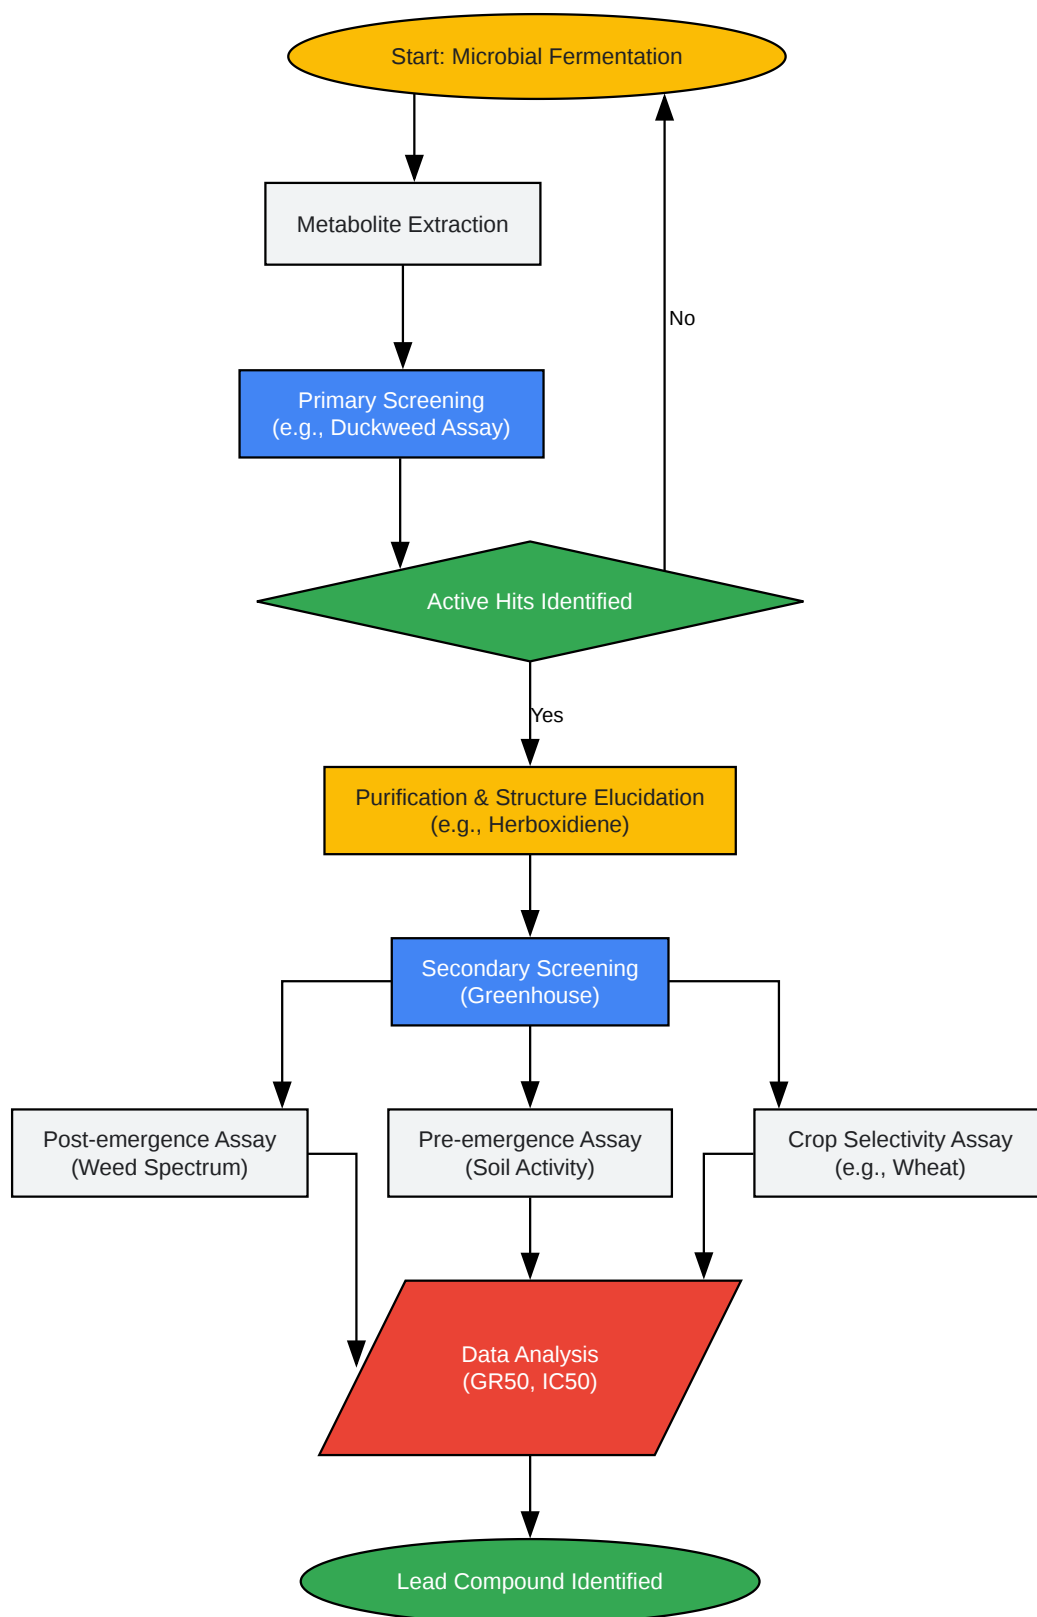 Start: Microbial Fermentation
Metabolite Extraction
No
Primary Screening
(e.g., Duckweed Assay)
Active Hits Identified
Yes
Purification & Structure Elucidation
(e.g., Herboxidiene)
Secondary Screening
(Greenhouse)
Post-emergence Assay
(Weed Spectrum)
Pre-emergence Assay
(Soil Activity)
Crop Selectivity Assay
(e.g., Wheat)
Data Analysis
(GR50, IC50)
Lead Compound Identified